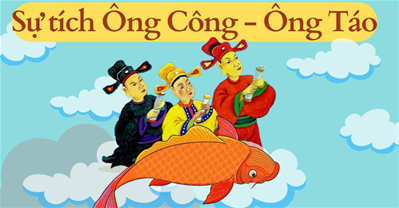 Sự tích Ông Công – Ông Táo